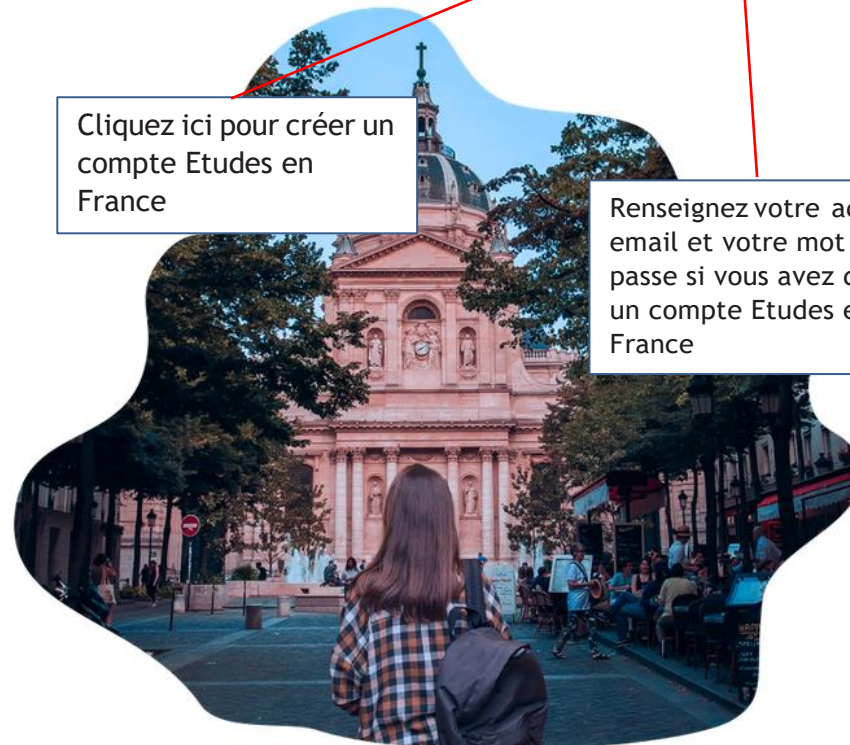 Cliquez ici pour créer un
compte Etudes en
France
Renseignez votre
email et votre mot
passe si vous avez
un compte Etudes
France